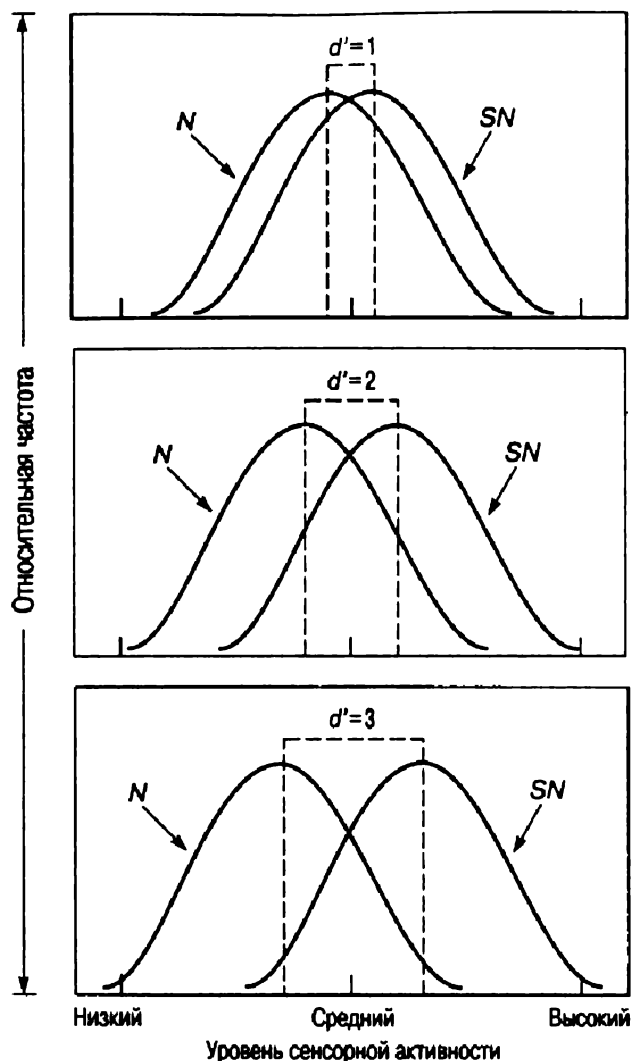 Относительная частота
d'=1
N
SN
d'=2
N
SN
d'=3
N
SN
Низкий Средний Высокий
Уровень сенсорной активности